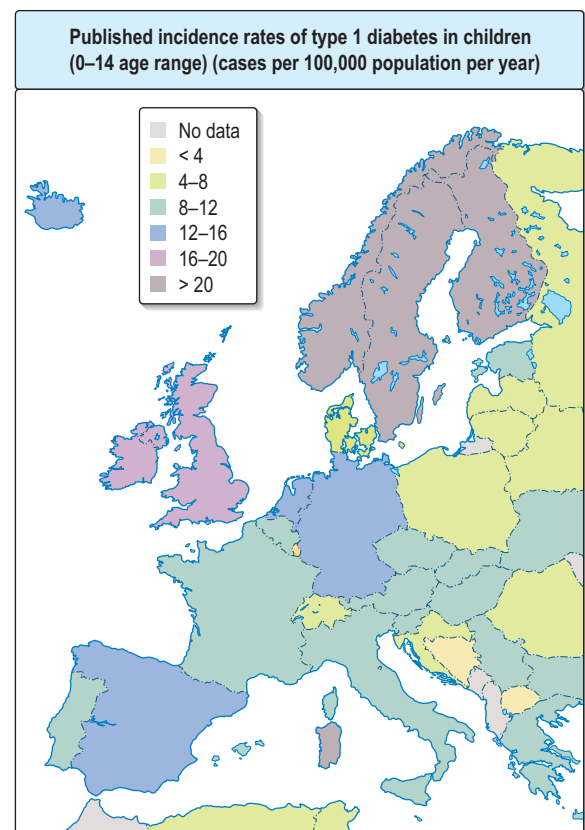 Published incidence rates of type 1 diabetes in children
(0–14 age range) (cases per 100,000 population per year)
No data
< 4
4–8
8–12
12–16
16–20
> 20